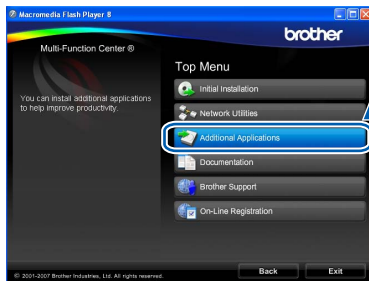 Macromedia Flash Player 8
brother
Multi-Function Center ®
Top Menu
You can install additional applications
to help improve productivity.
Initial Installation
Network Utilities
Additional Applications
Documentation
Brother Support
On-Line Registration
© 2001-2007 Brother Industries, Ltd. All rights reserved.
Back
Exit